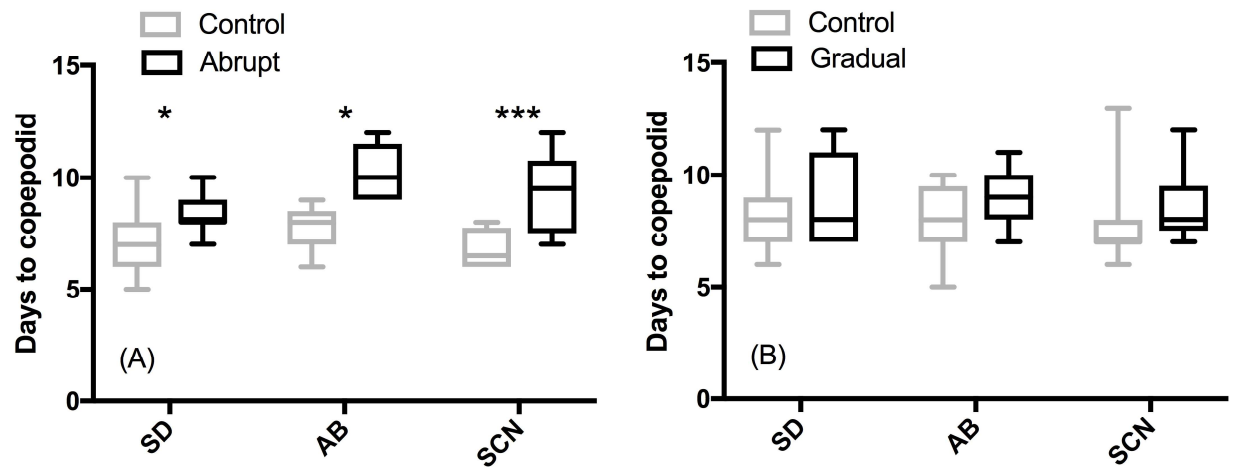 Control
Abrupt
Days to copepodid
15
10
5
0
*
*
***
(A)
SD
AB
SCN
Control
Gradual
Days to copepodid
15
10
5
0
(B)
SD
AB
SCN